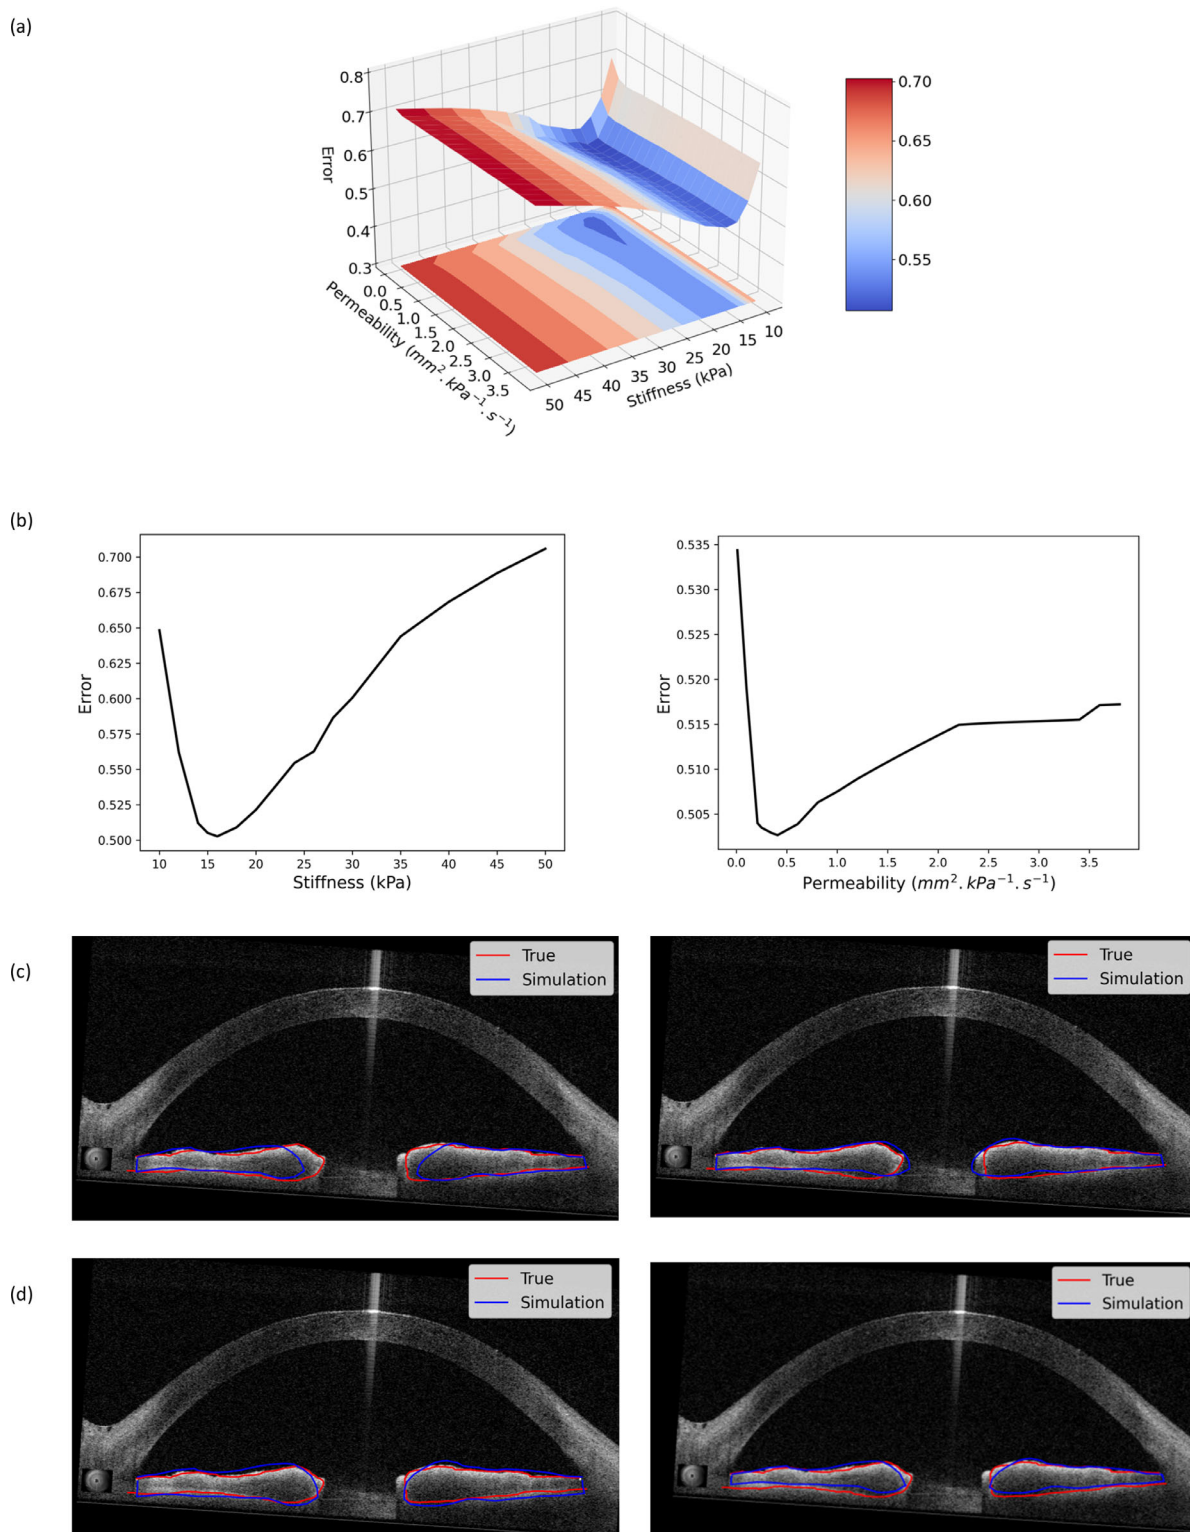 (a)
0.8
0.7
0.6
0.5
0.4
0.3
Error
0.0
0.5
1.0
1.5
2.0
2.5
3.0
3.5
Permeability (mm².kPa⁻¹.s⁻¹)
50
45
40
35
30
25
20
15
10
Stiffness (kPa)
0.70
0.65
0.60
0.55
(b)
0.700
0.675
0.650
0.625
0.600
0.575
0.550
0.525
0.500
Error
10 15 20 25 30 35 40 45 50
Stiffness (kPa)
0.535
0.530
0.525
0.520
0.515
0.510
0.505
Error
0.0 0.5 1.0 1.5 2.0 2.5 3.0 3.5
Permeability (mm².kPa⁻¹.s⁻¹)
(c)
True
Simulation
True
Simulation
(d)
True
Simulation
True
Simulation